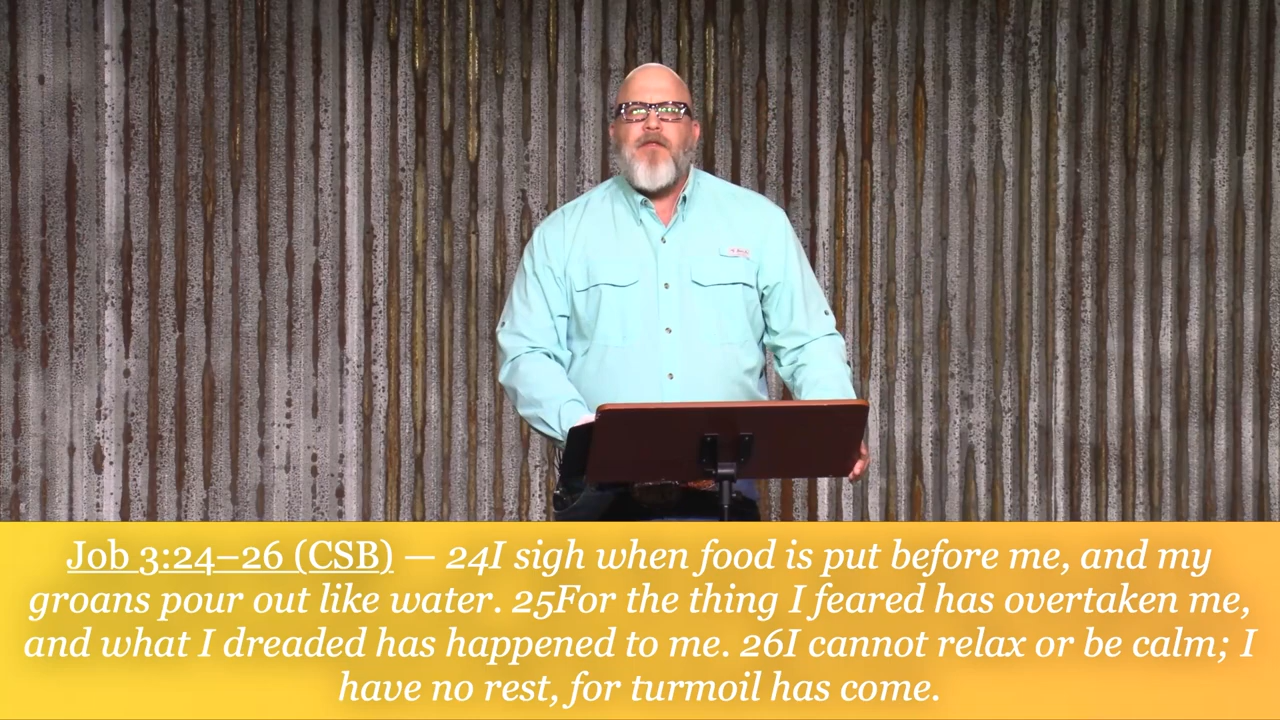 Job 3:24–26 (CSB) — 24I sigh when food is put before me, and my
groans pour out like water. 25For the thing I feared has overtaken me,
and what I dreaded has happened to me. 26I cannot relax or be calm; I
have no rest, for turmoil has come.